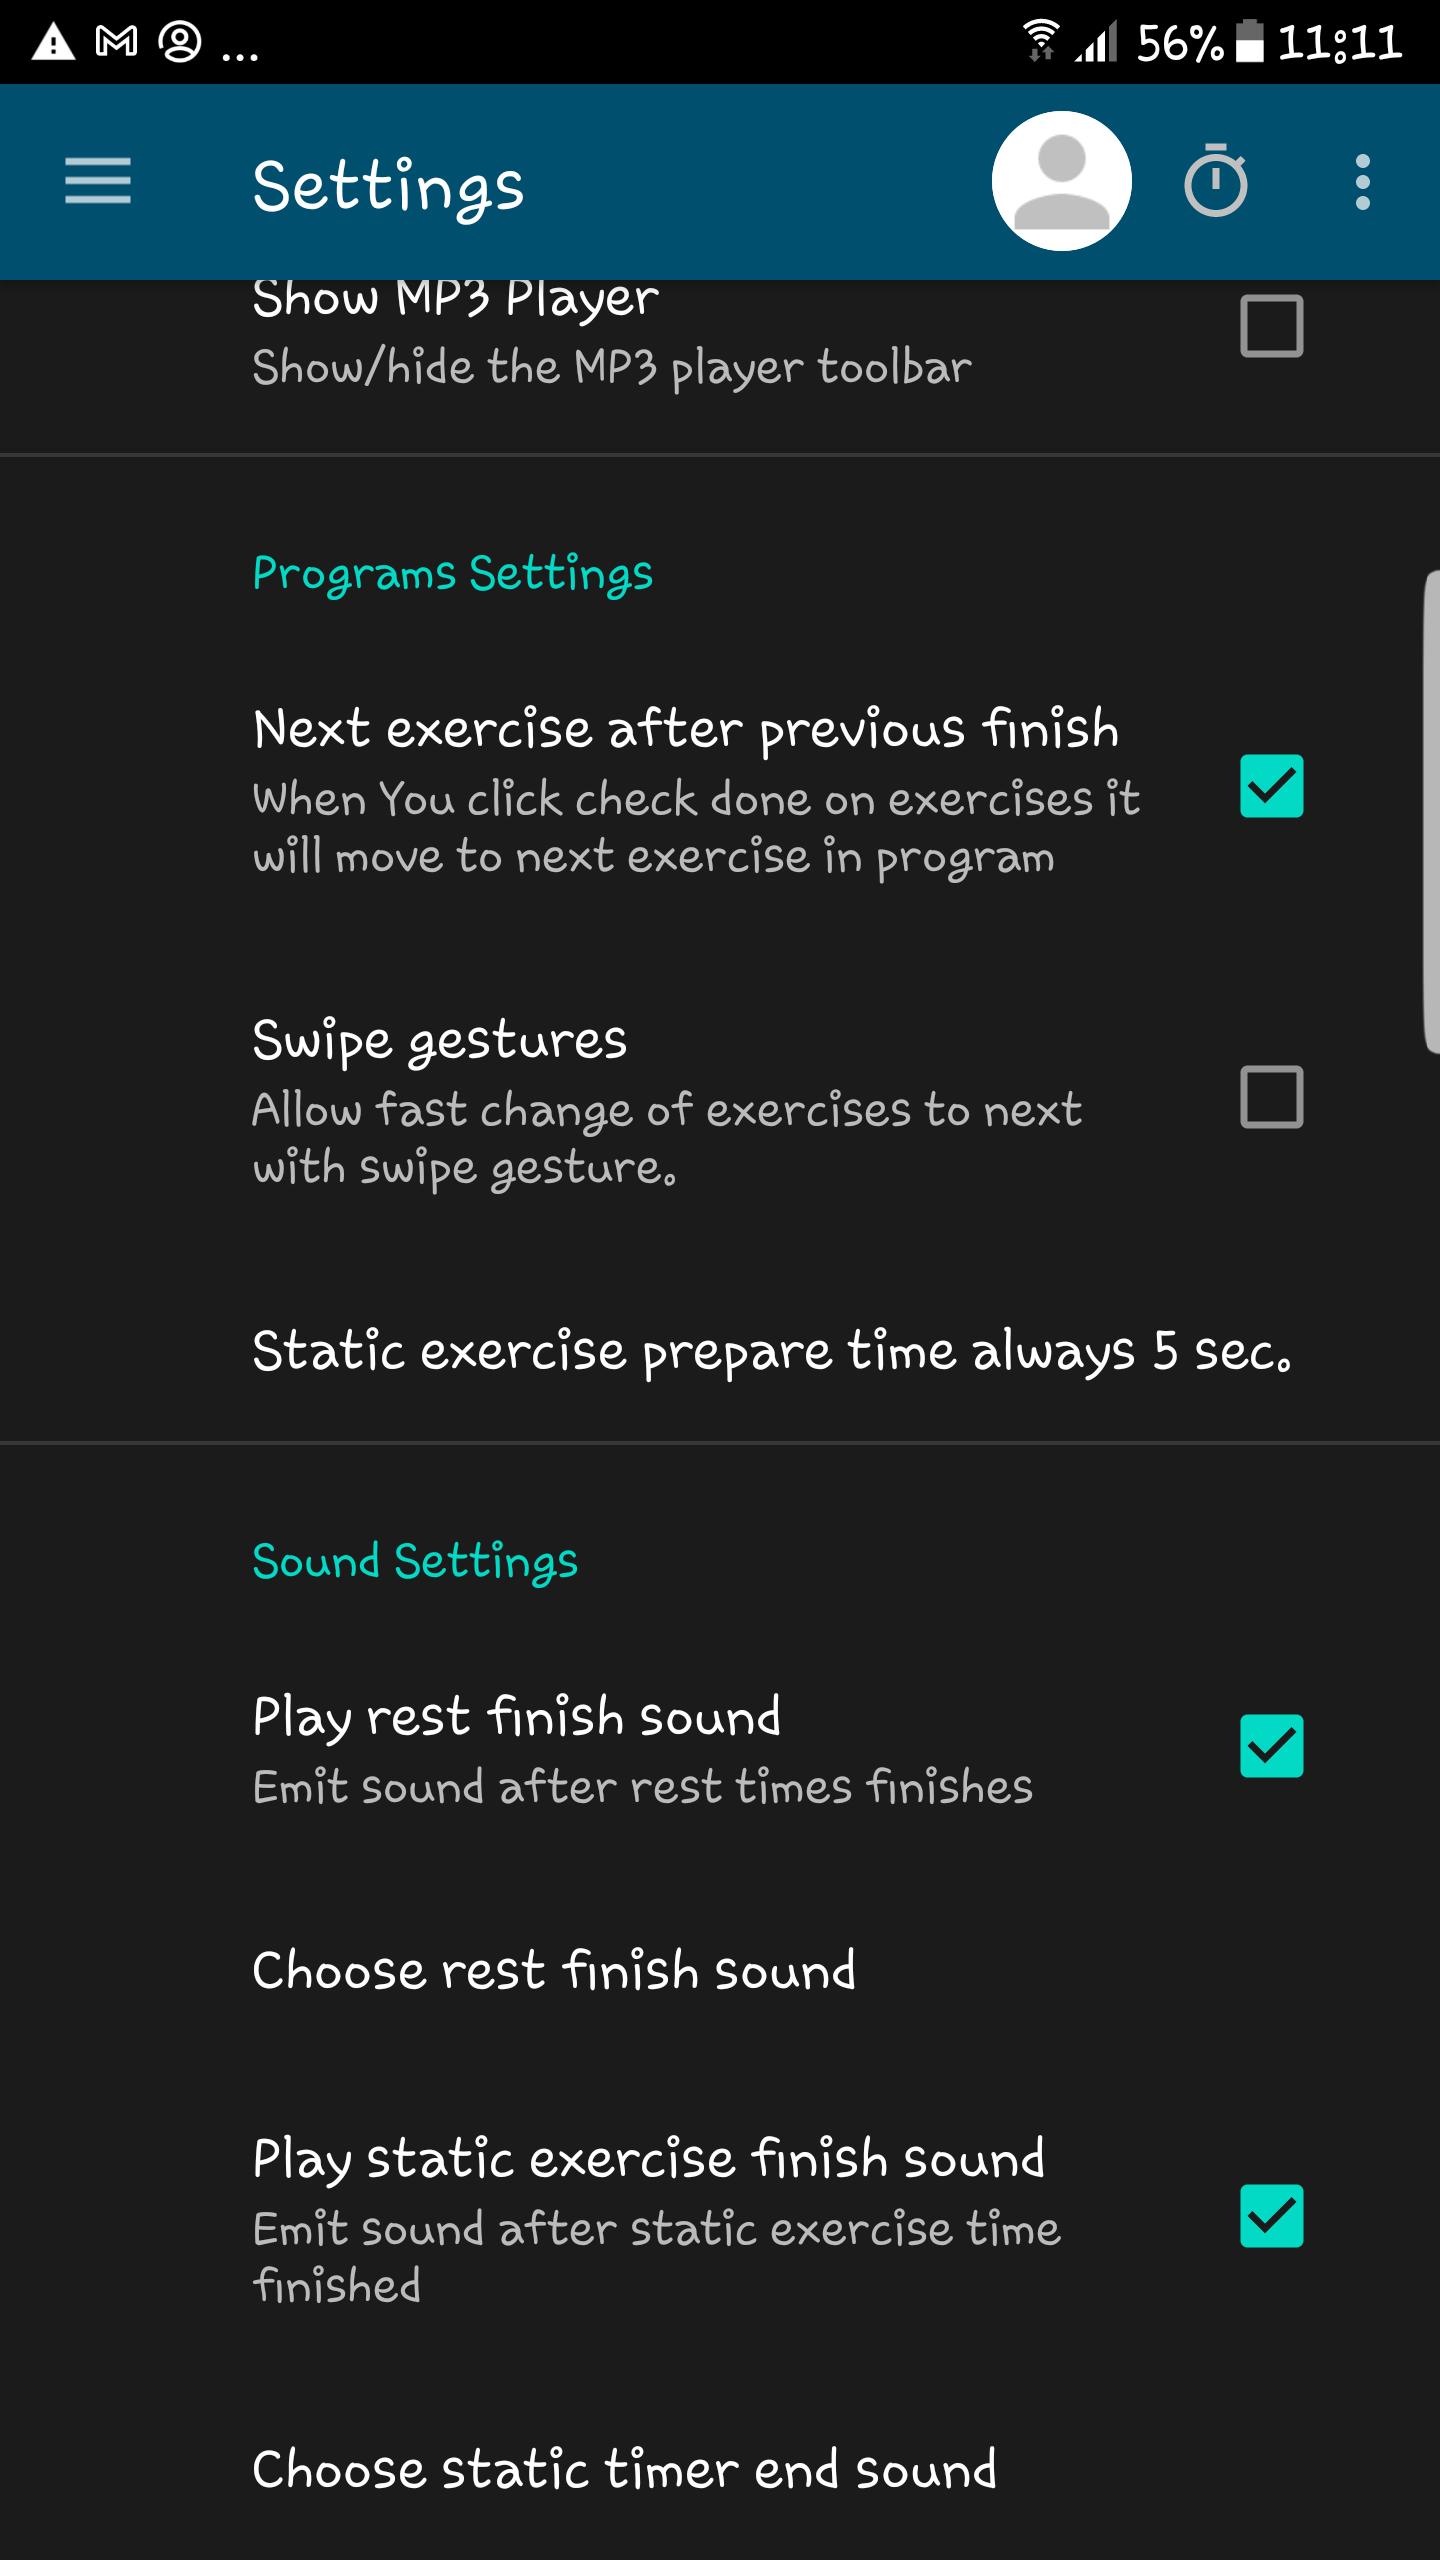 ... 56% 11:11
Settings
Show MP3 Player
Show/hide the MP3 player toolbar
Programs Settings
Next exercise after previous finish
When You click check done on exercises it
will move to next exercise in program
Swipe gestures
Allow fast change of exercises to next
with swipe gesture.
Static exercise prepare time always 5 sec.
Sound Settings
Play rest finish sound
Emit sound after rest times finishes
Choose rest finish sound
Play static exercise finish sound
Emit sound after static exercise time
finished
Choose static timer end sound